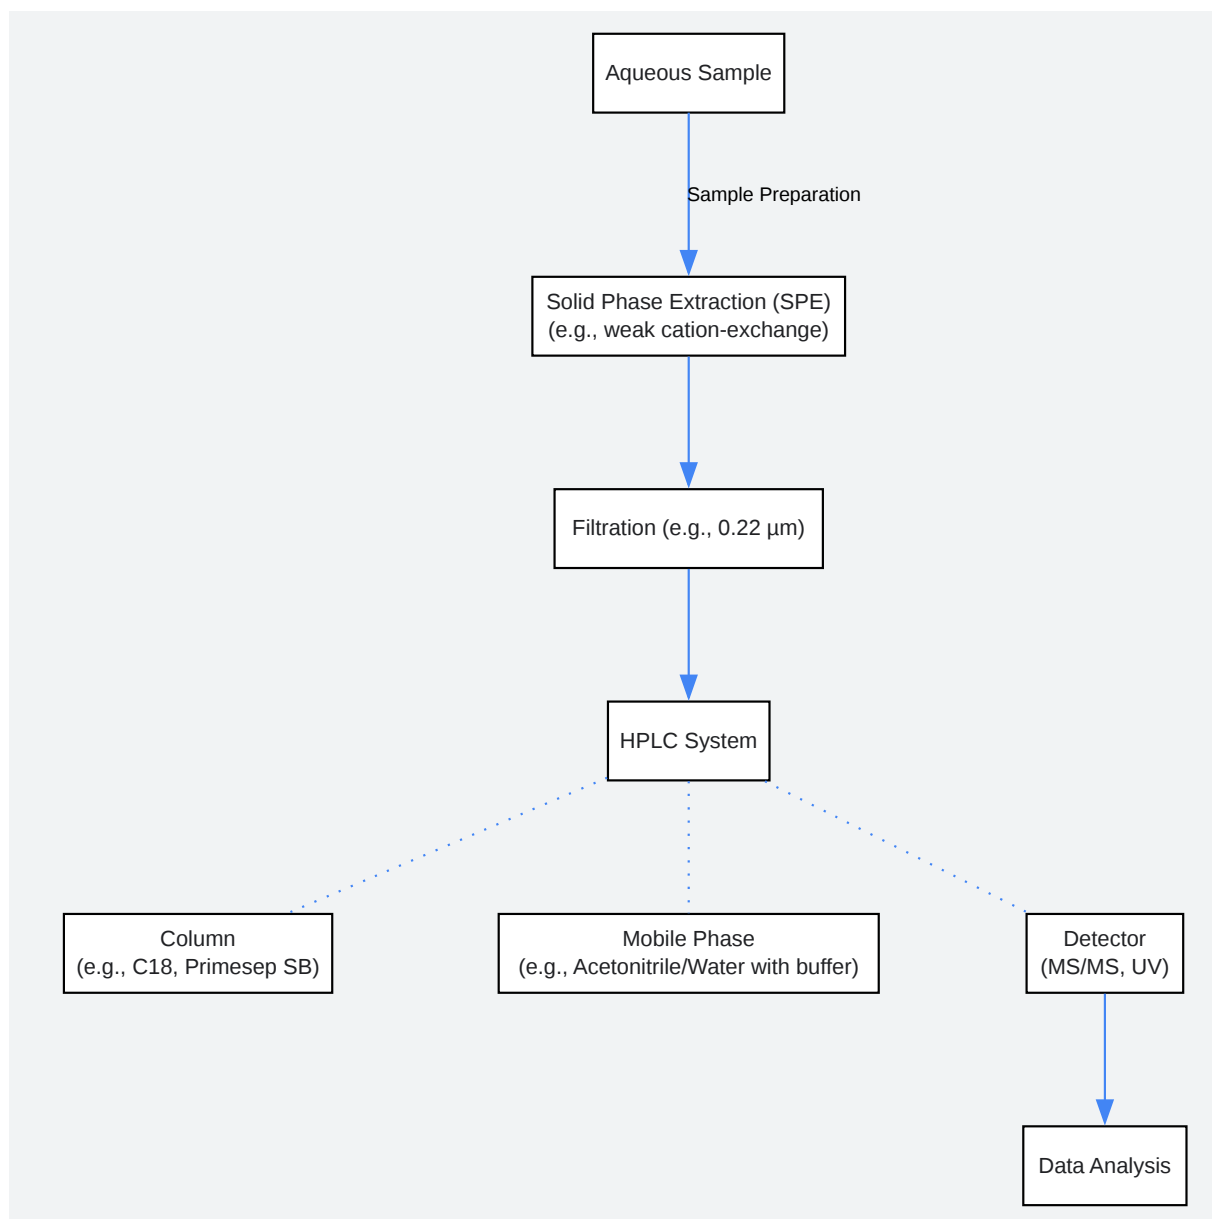 Aqueous Sample
Sample Preparation
Solid Phase Extraction (SPE)
(e.g., weak cation-exchange)
Filtration (e.g., 0.22 µm)
HPLC System
Column
(e.g., C18, Primesep SB)
Mobile Phase
(e.g., Acetonitrile/Water with buffer)
Detector
(MS/MS, UV)
Data Analysis